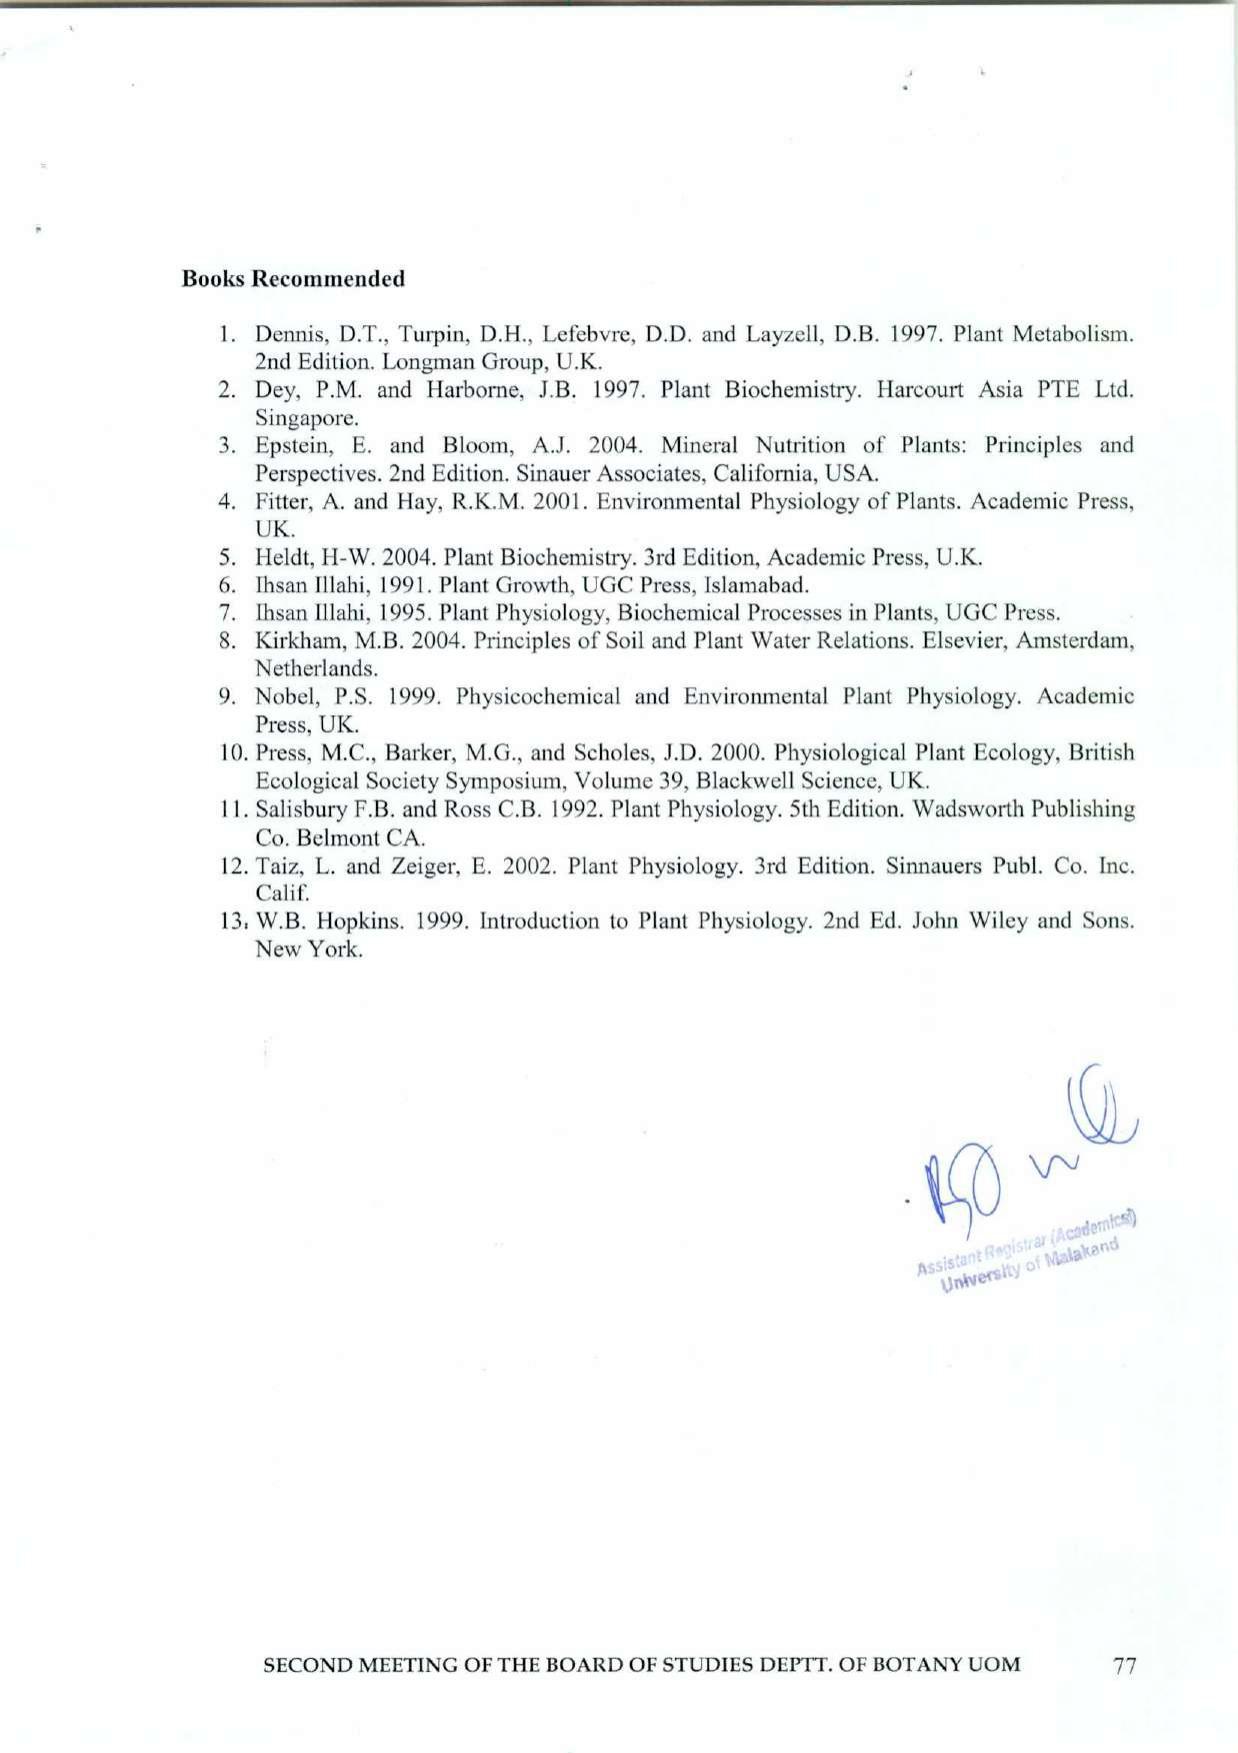 Books Recommended
1. Dennis, D.T., Turpin, D.H., Lefebvre, D.D. and Layzell, D.B. 1997. Plant Metabolism.
2nd Edition. Longman Group, U.K.
2. Dey, P.M. and Harborne, J.B. 1997. Plant Biochemistry. Harcourt Asia PTE Ltd.
Singapore.
3. Epstein, E. and Bloom, A.J. 2004. Mineral Nutrition of Plants: Principles and
Perspectives. 2nd Edition. Sinauer Associates, California, USA.
4. Fitter, A. and Hay, R.K.M. 2001. Environmental Physiology of Plants. Academic Press,
UK.
5. Heldt, H-W. 2004. Plant Biochemistry. 3rd Edition, Academic Press, U.K.
6. Ihsan Illahi, 1991. Plant Growth, UGC Press, Islamabad.
7. Ihsan Illahi, 1995. Plant Physiology, Biochemical Processes in Plants, UGC Press.
8. Kirkham, M.B. 2004. Principles of Soil and Plant Water Relations. Elsevier, Amsterdam,
Netherlands.
9. Nobel, P.S. 1999. Physicochemical and Environmental Plant Physiology. Academic
Press, UK.
10. Press, M.C., Barker, M.G., and Scholes, J.D. 2000. Physiological Plant Ecology, British
Ecological Society Symposium, Volume 39, Blackwell Science, UK.
11. Salisbury F.B. and Ross C.B. 1992. Plant Physiology. 5th Edition. Wadsworth Publishing
Co. Belmont CA.
12. Taiz, L. and Zeiger, E. 2002. Plant Physiology. 3rd Edition. Sinnauers Publ. Co. Inc.
Calif.
13. W.B. Hopkins. 1999. Introduction to Plant Physiology. 2nd Ed. John Wiley and Sons.
New York.
Assistant Registrar (Academics)
University of Malakand
SECOND MEETING OF THE BOARD OF STUDIES DEPTT. OF BOTANY UOM 77